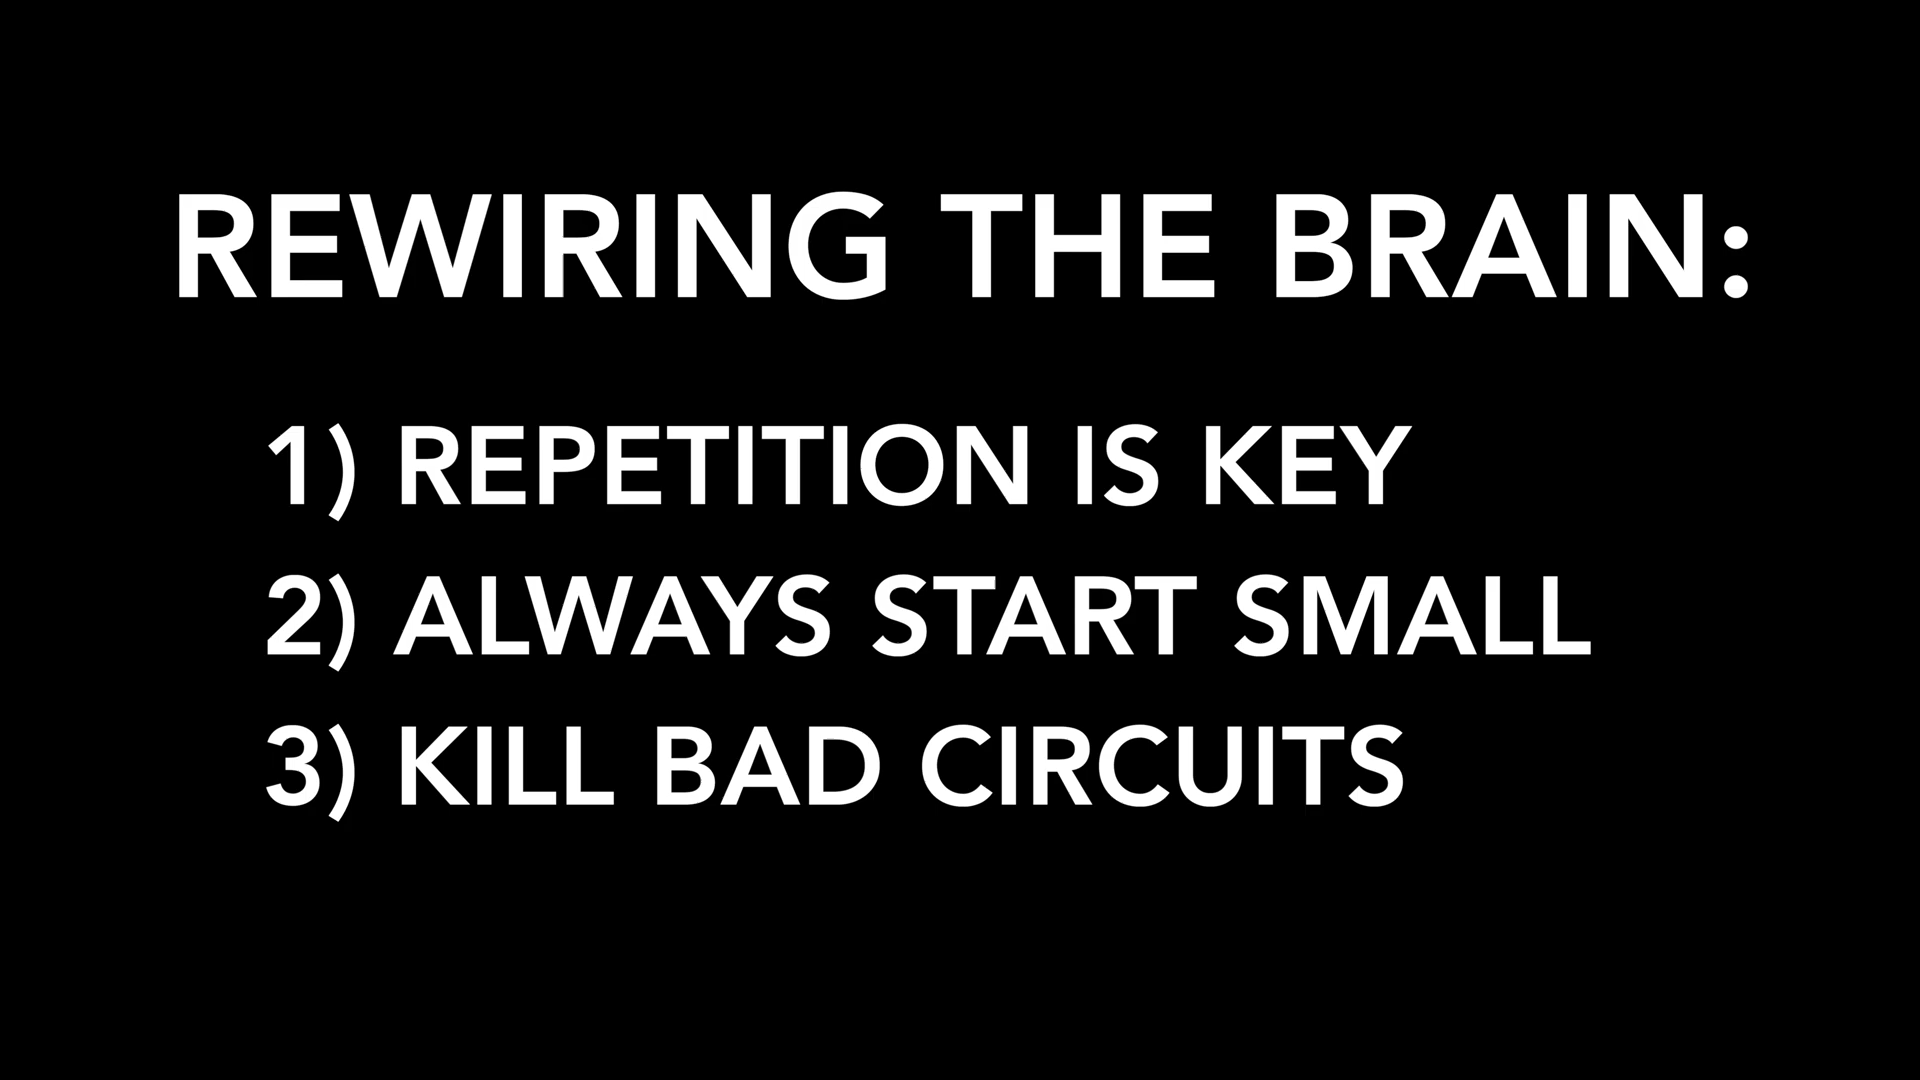 REWIRING THE BRAIN:
1) REPETITION IS KEY
2) ALWAYS START SMALL
3) KILL BAD CIRCUITS